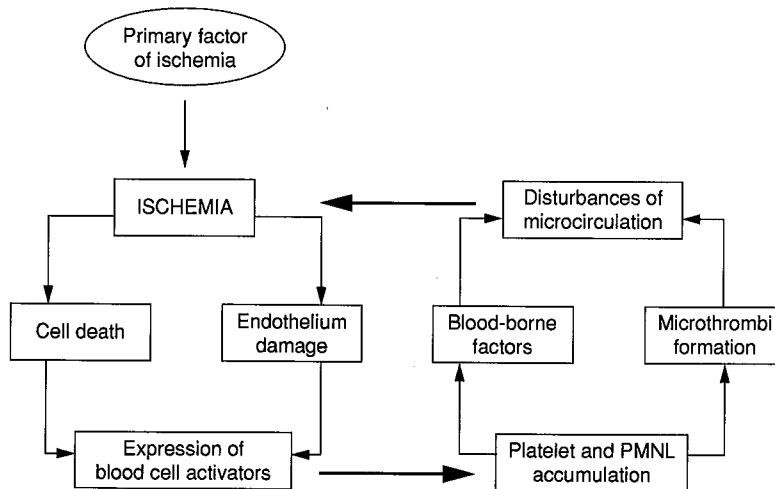 Primary factor
of ischemia
ISCHEMIA
Disturbances of
microcirculation
Cell death
Endothelium
damage
Blood-borne
factors
Microthrombi
formation
Expression of
blood cell activators
Platelet and PMNL
accumulation